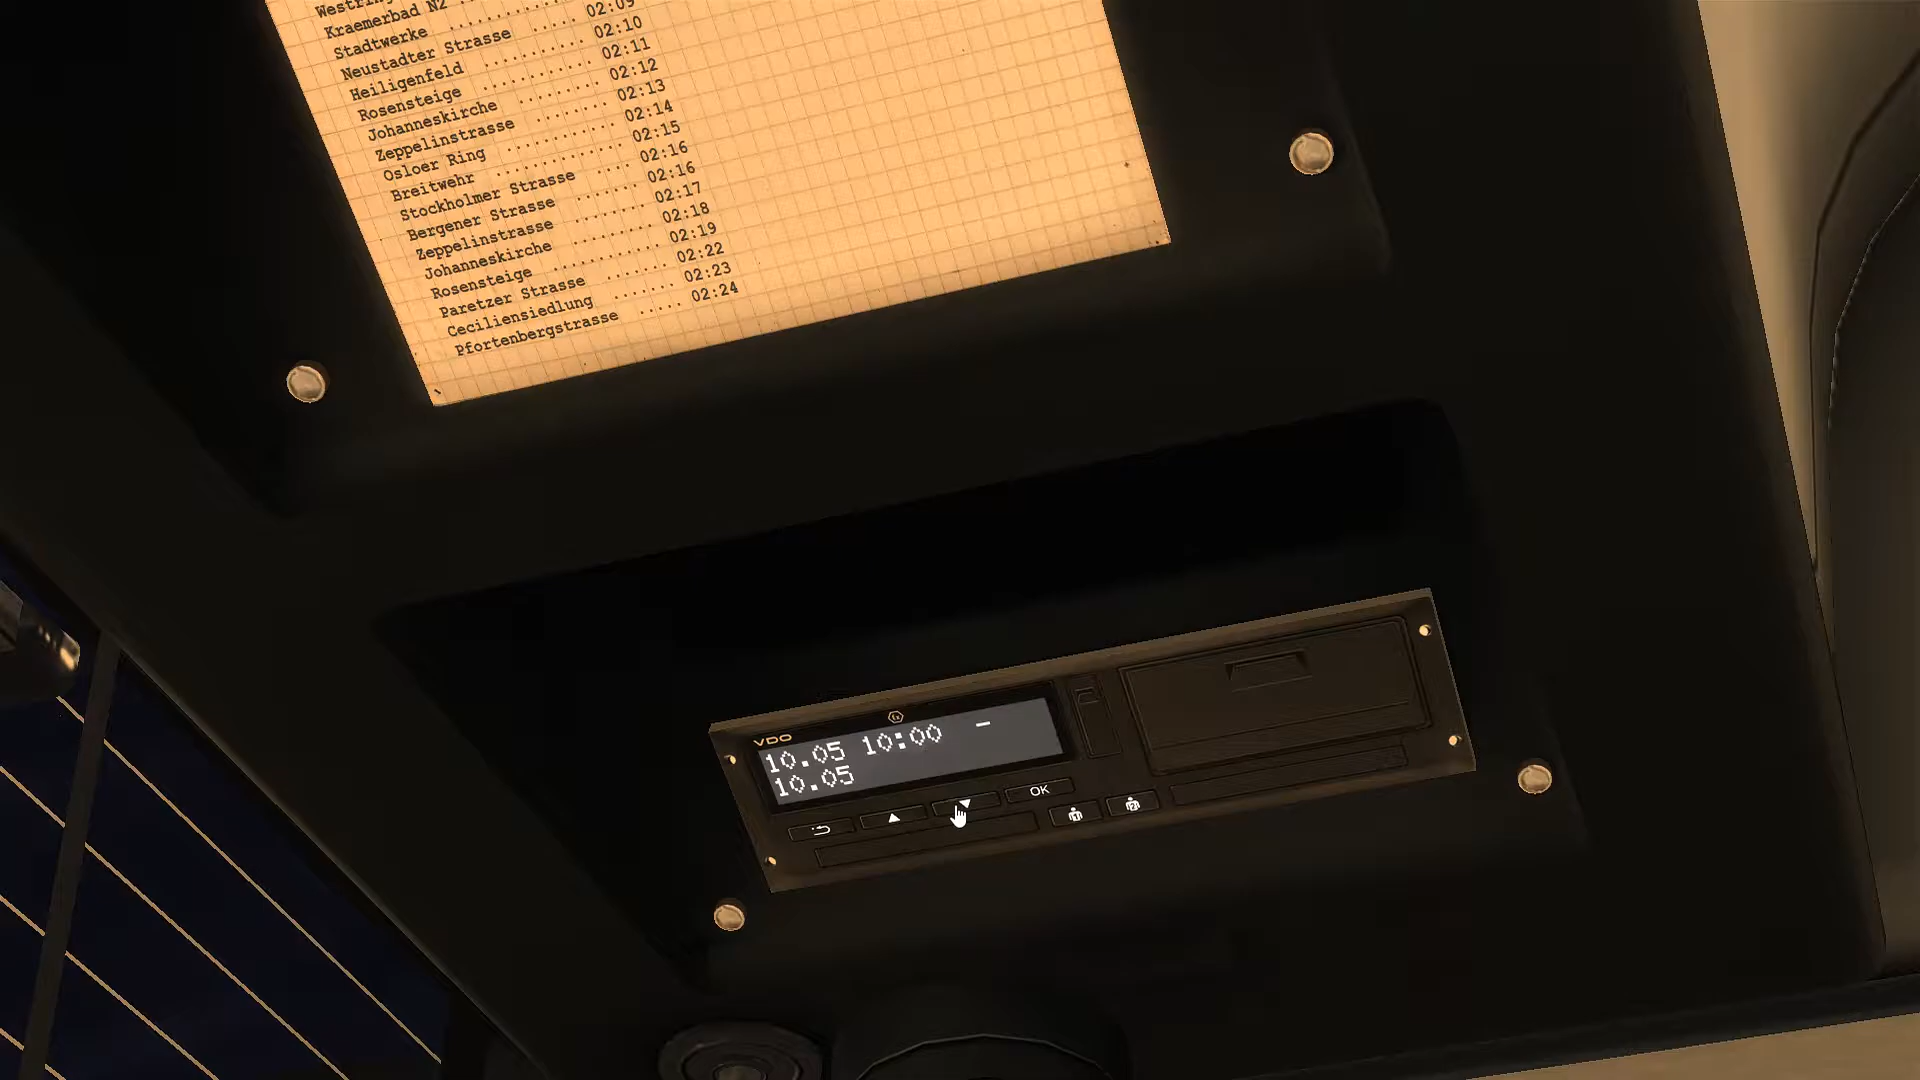 Kraemerbad N2
Stadtwerke
Neustadter Strasse ..... 02:09
Heiligenfeld ........... 02:10
Rosensteige ............ 02:11
Johanneskirche ......... 02:12
Zeppelinstrasse ........ 02:13
Osloer Ring ............ 02:14
Breitwehr .............. 02:15
Stockholmer Strasse .... 02:16
Bergener Strasse ....... 02:16
Zeppelinstrasse ........ 02:17
Johanneskirche ......... 02:18
Rosensteige ............ 02:19
Paretzer Strasse ....... 02:22
Ceciliensiedlung ....... 02:23
Pfortenbergstrasse ..... 02:24
VDO
10.05 10:00 –
10.05
OK